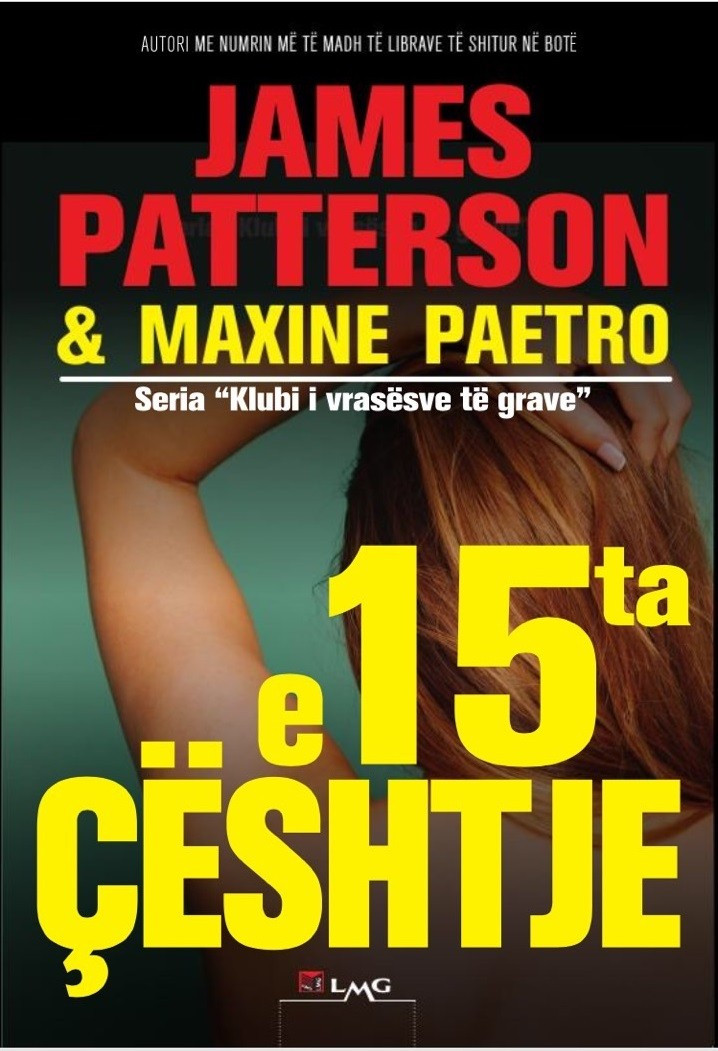 AUTORI ME NUMRIN MË TË MADH TË LIBRAVE TË SHITUR NË BOTË
JAMES
PATTERSON
& MAXINE PAETRO
Seria “Klubi i vrasësve të grave”
e 15ta
ÇËSHTJE
LMG